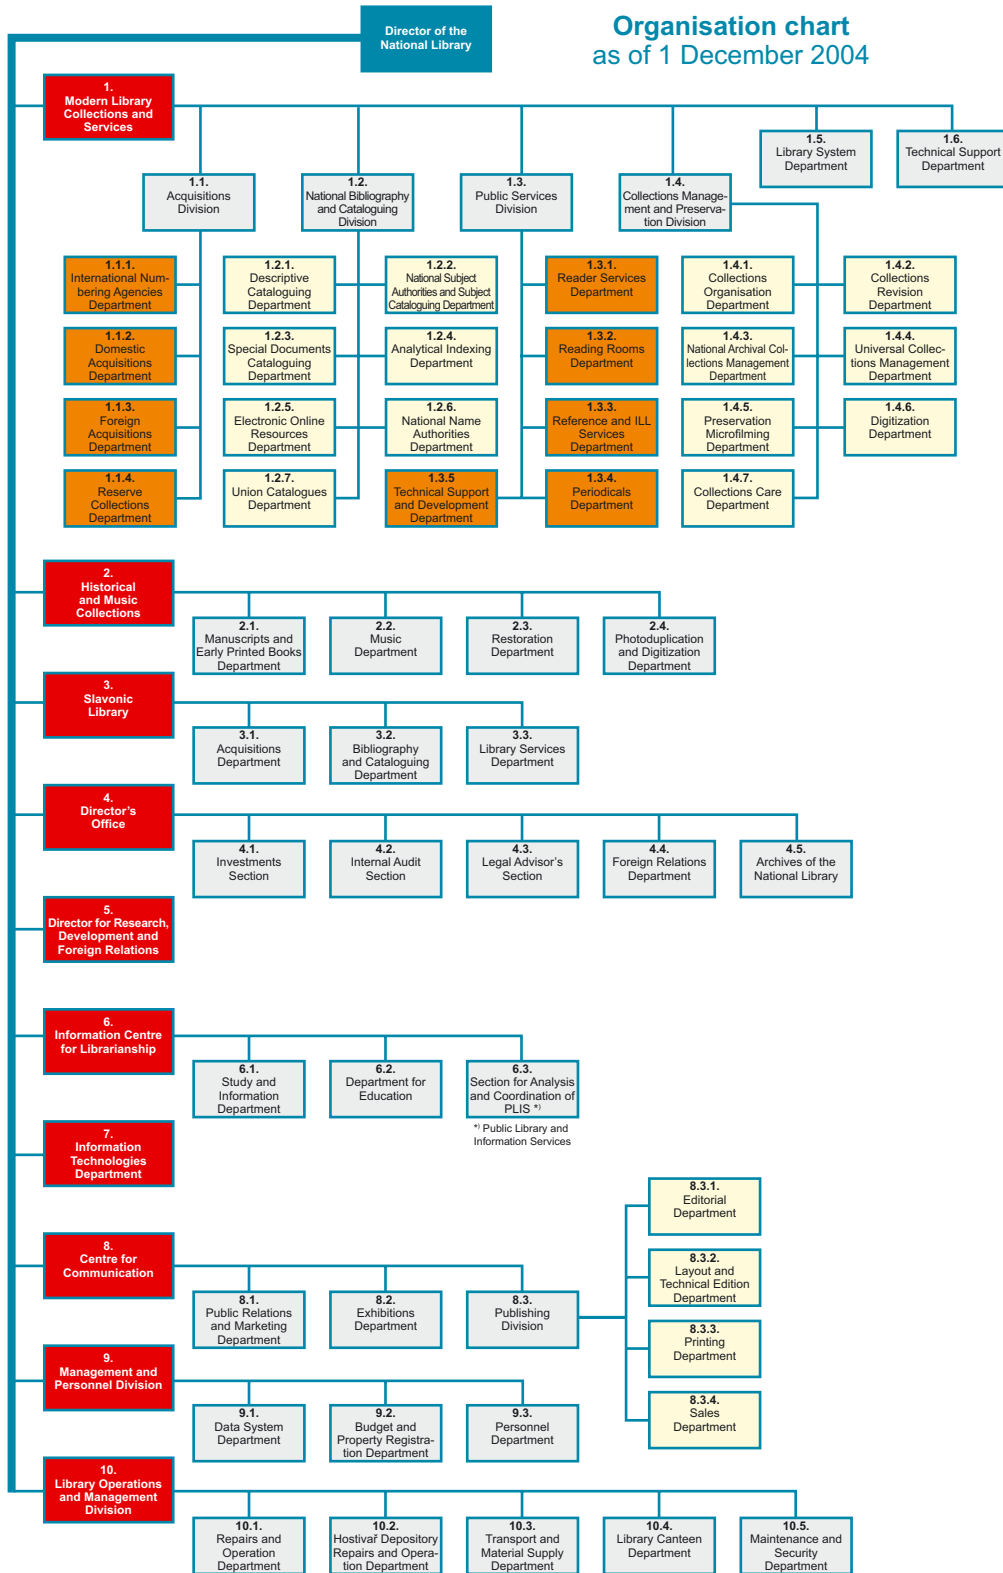 Director of the
National Library
Organisation chart
as of 1 December 2004
1.
Modern Library
Collections and
Services
1.5.
Library System
Department
1.6.
Technical Support
Department
1.1.
Acquisitions
Division
1.2.
National Bibliography
and Cataloguing
Division
1.3.
Public Services
Division
1.4.
Collections Manage-
ment and Preserva-
tion Division
1.1.1.
International Num-
bering Agencies
Department
1.2.1.
Descriptive
Cataloguing
Department
1.2.2.
National Subject
Authorities and Subject
Cataloguing Department
1.3.1.
Reader Services
Department
1.4.1.
Collections
Organisation
Department
1.4.2.
Collections
Revision
Department
1.1.2.
Domestic
Acquisitions
Department
1.2.3.
Special Documents
Cataloguing
Department
1.2.4.
Analytical Indexing
Department
1.3.2.
Reading Rooms
Department
1.4.3.
National Archival Col-
lections Management
Department
1.4.4.
Universal Collec-
tions Management
Department
1.1.3.
Foreign
Acquisitions
Department
1.2.5.
Electronic Online
Resources
Department
1.2.6.
National Name
Authorities
Department
1.3.3.
Reference and ILL
Services
Department
1.4.5.
Preservation
Microfilming
Department
1.4.6.
Digitization
Department
1.1.4.
Reserve
Collections
Department
1.2.7.
Union Catalogues
Department
1.3.5
Technical Support
and Development
Department
1.3.4.
Periodicals
Department
1.4.7.
Collections Care
Department
2.
Historical
and Music
Collections
2.1.
Manuscripts and
Early Printed Books
Department
2.2.
Music
Department
2.3.
Restoration
Department
2.4.
Photoduplication
and Digitization
Department
3.
Slavonic
Library
3.1.
Acquisitions
Department
3.2.
Bibliography
and Cataloguing
Department
3.3.
Library Services
Department
4.
Director's
Office
4.1.
Investments
Section
4.2.
Internal Audit
Section
4.3.
Legal Advisor's
Section
4.4.
Foreign Relations
Department
4.5.
Archives of the
National Library
5.
Director for Research,
Development and
Foreign Relations
6.
Information Centre
for Librarianship
6.1.
Study and
Information
Department
6.2.
Department for
Education
6.3.
Section for Analysis
and Coordination of
PLIS *)
*) Public Library and
Information Services
7.
Information
Technologies
Department
8.
Centre for
Communication
8.1.
Public Relations
and Marketing
Department
8.2.
Exhibitions
Department
8.3.
Publishing
Division
8.3.1.
Editorial
Department
8.3.2.
Layout and
Technical Edition
Department
8.3.3.
Printing
Department
8.3.4.
Sales
Department
9.
Management and
Personnel Division
9.1.
Data System
Department
9.2.
Budget and
Property Registra-
tion Department
9.3.
Personnel
Department
10.
Library Operations
and Management
Division
10.1.
Repairs and
Operation
Department
10.2.
Hostivař Depository
Repairs and Opera-
tion Department
10.3.
Transport and
Material Supply
Department
10.4.
Library Canteen
Department
10.5.
Maintenance and
Security
Department